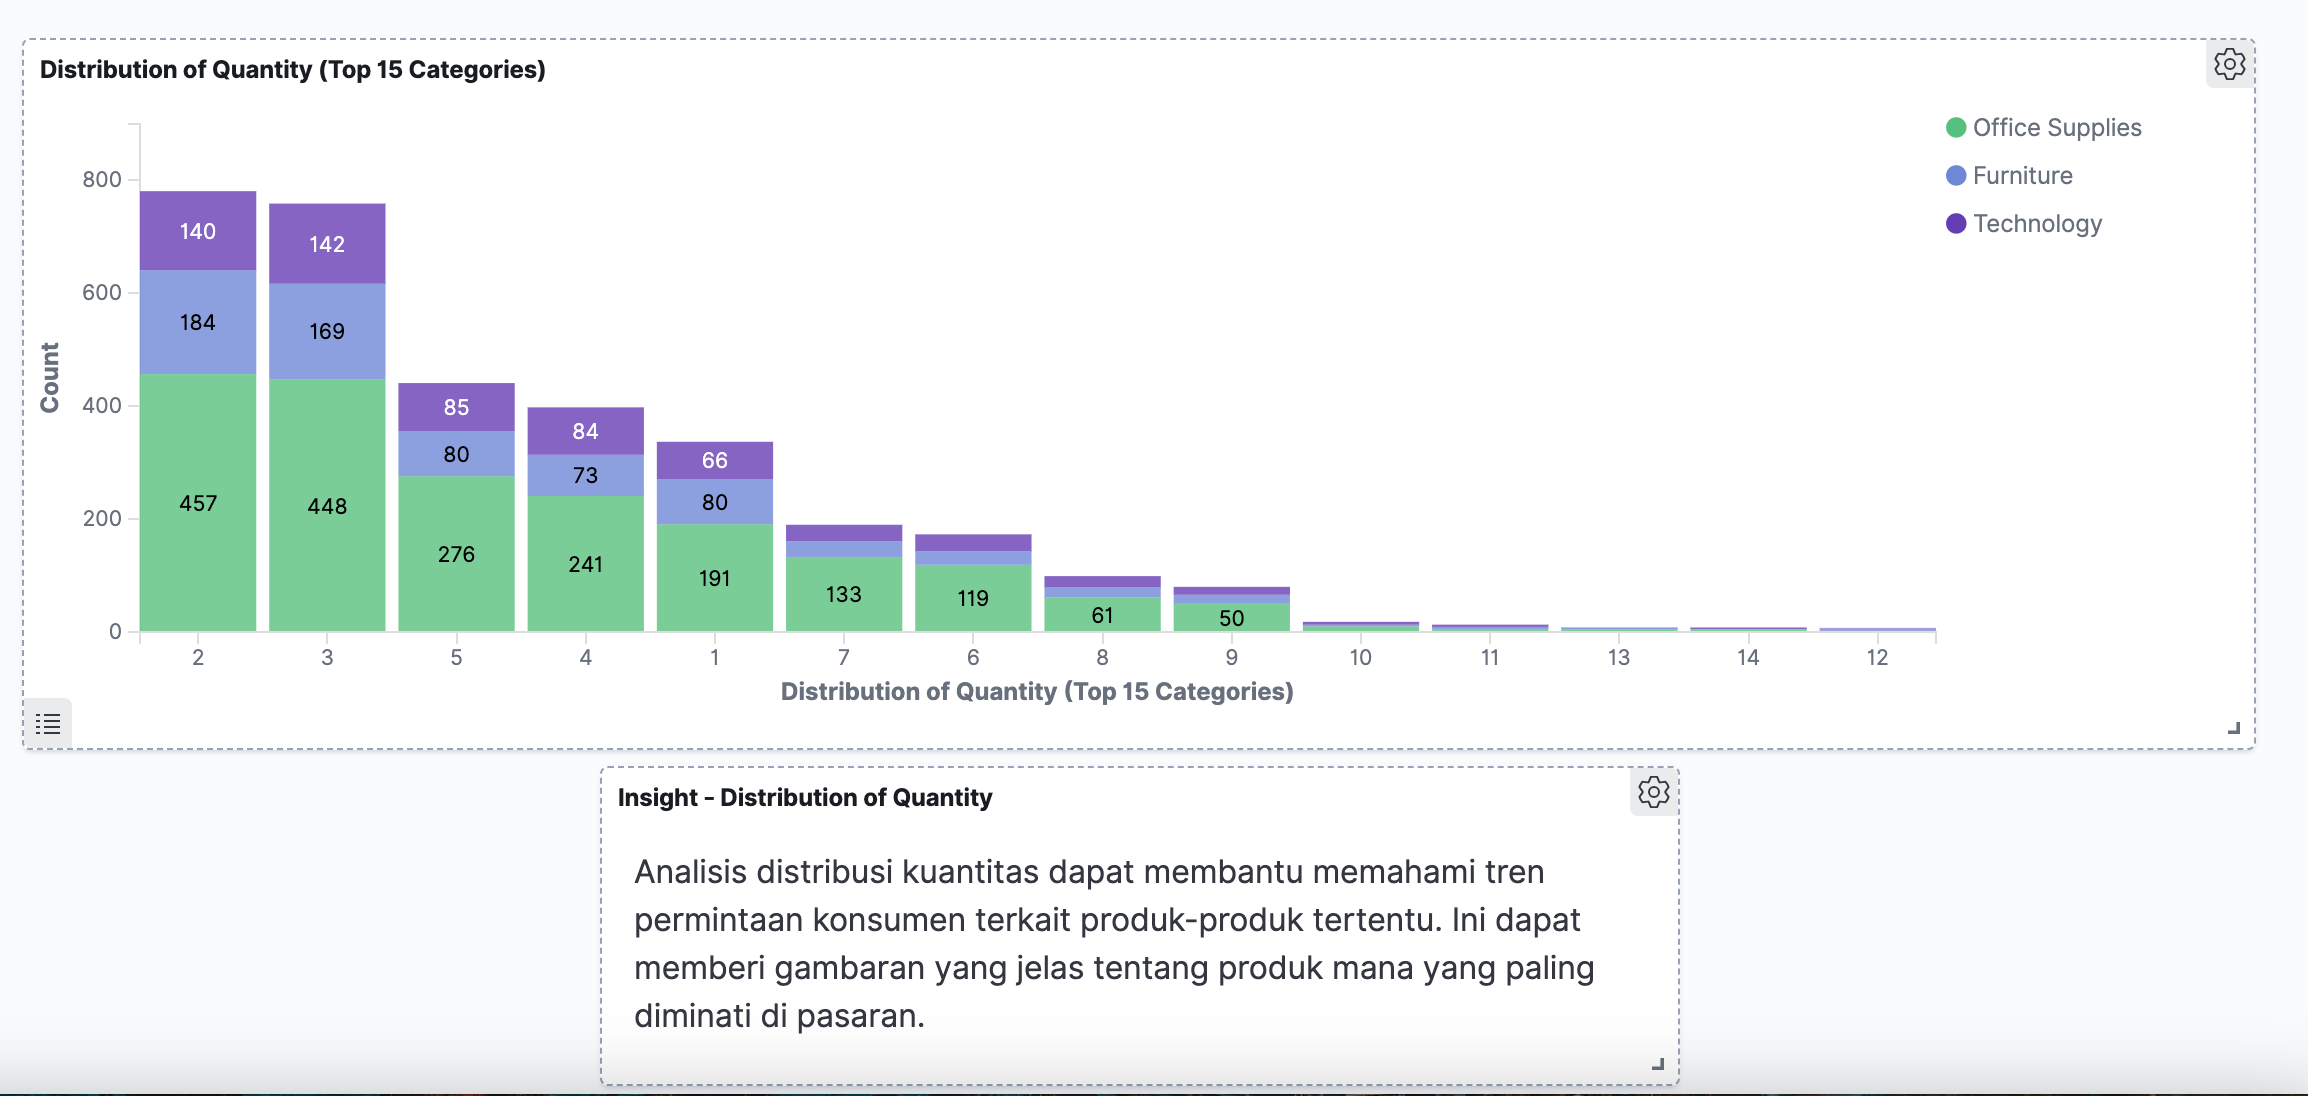 Distribution of Quantity (Top 15 Categories)
Office Supplies
Furniture
Technology
Count
800
600
400
200
0
140
184
457
142
169
448
85
80
276
84
73
241
66
80
191
133
119
61
50
2 3 5 4 1 7 6 8 9 10 11 13 14 12
Distribution of Quantity (Top 15 Categories)
Insight - Distribution of Quantity
Analisis distribusi kuantitas dapat membantu memahami tren
permintaan konsumen terkait produk-produk tertentu. Ini dapat
memberi gambaran yang jelas tentang produk mana yang paling
diminati di pasaran.